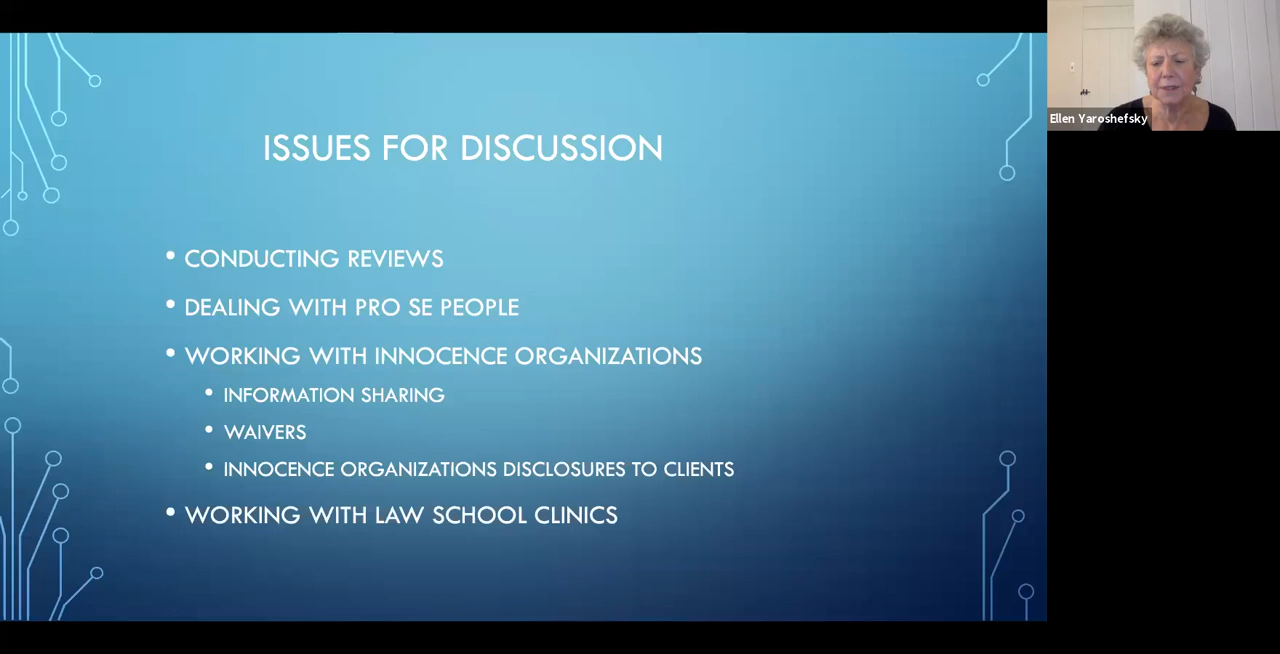 ISSUES FOR DISCUSSION
• CONDUCTING REVIEWS
• DEALING WITH PRO SE PEOPLE
• WORKING WITH INNOCENCE ORGANIZATIONS
• INFORMATION SHARING
• WAIVERS
• INNOCENCE ORGANIZATIONS DISCLOSURES TO CLIENTS
• WORKING WITH LAW SCHOOL CLINICS
Ellen Yaroshefsky